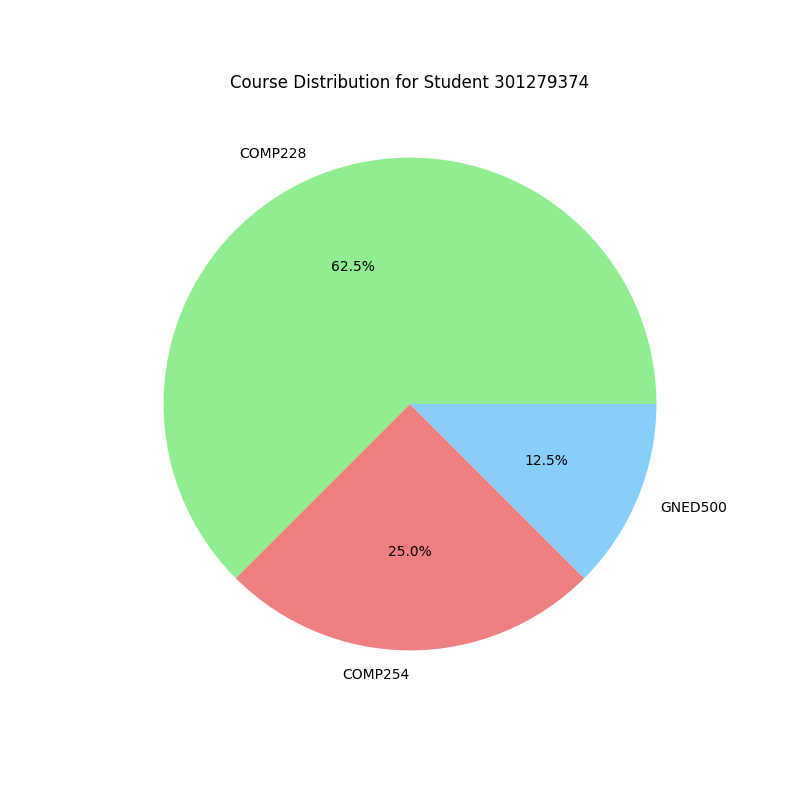 Course Distribution for Student 301279374
COMP228
62.5%
12.5%
GNED500
25.0%
COMP254